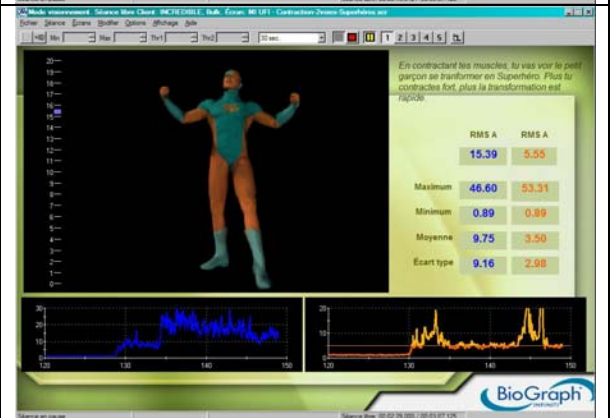 Mode visionnement Séance libre Client : INCREDIBLE, Bulk. Écran: N0 UF1 - Contraction-2voies-Superhéros.scr
Fichier Séance Écrans Modifier Options Affichage Aide
Min Max Thr1 Thr2 30 sec. 1 2 3 4 5
En contractant tes muscles, tu vas voir le petit
garçon se tranformer en Superhéro. Plus tu
contractes fort, plus la transformation est
rapide.
20
19
18
17
16
15
14
13
12
11
10
9
8
7
6
5
4
3
2
1
0
RMS A RMS A
15.39 5.55
Maximum 46.60 53.31
Minimum 0.89 0.89
Moyenne 9.75 3.50
Écart type 9.16 2.98
30
20
10
0
120 130 140 150
20
10
0
120 130 140 150
BioGraph
INFINITI
Séance en pause Séance libre